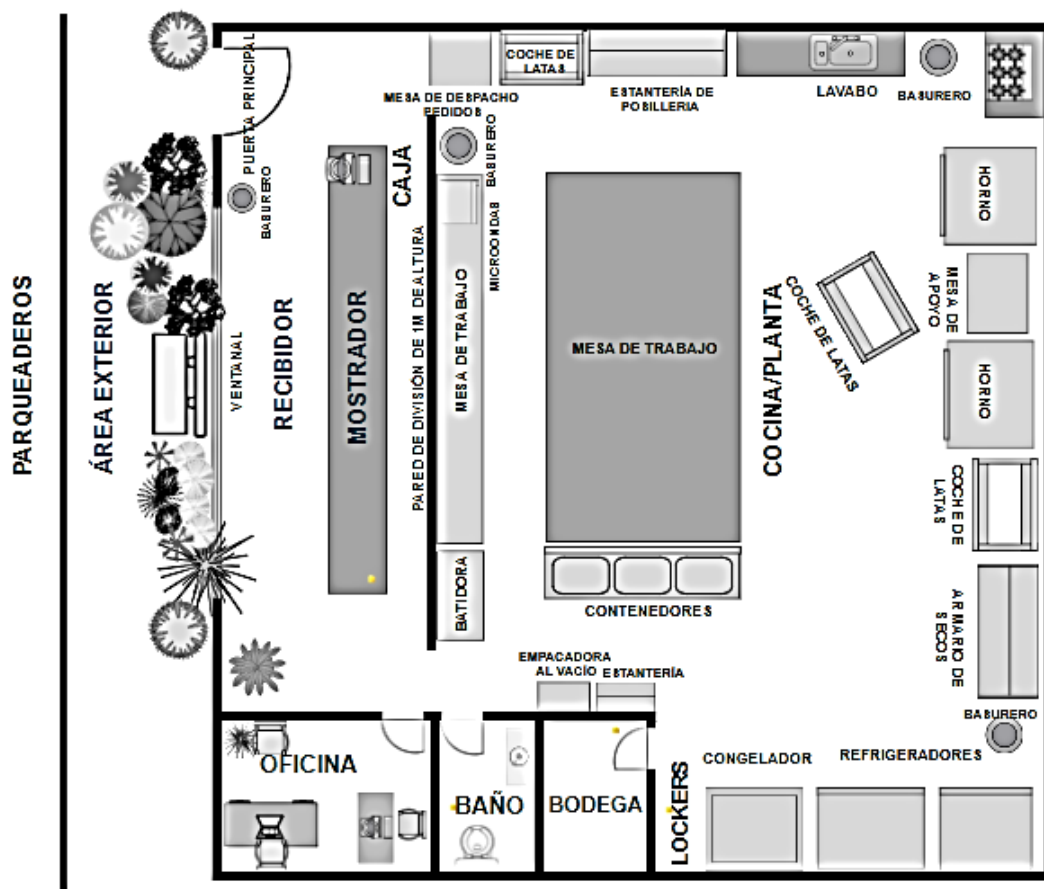 PARQUEADEROS
ÁREA EXTERIOR
PUERTA PRINCIPAL
BASURERO
VENTANAL
RECIBIDOR
MOSTRADOR
CAJA
PARED DE DIVISIÓN DE 1M DE ALTURA
MESA DE DESPACHO
PEDIDOS
COCHE DE
LATAS
ESTANTERÍA DE
POSILLERIA
LAVABO
BASURERO
BASURERO
MICROONDAS
MESA DE TRABAJO
BATIDORA
MESA DE TRABAJO
CONTENEDORES
COCINA/PLANTA
COCHE DE LATAS
HORNO
MESA DE
APOYO
HORNO
COCHE DE
LATAS
ARMARIO DE
SECOS
BASURERO
EMPACADORA
AL VACÍO
ESTANTERÍA
OFICINA
BAÑO
BODEGA
LOCKERS
CONGELADOR
REFRIGERADORES